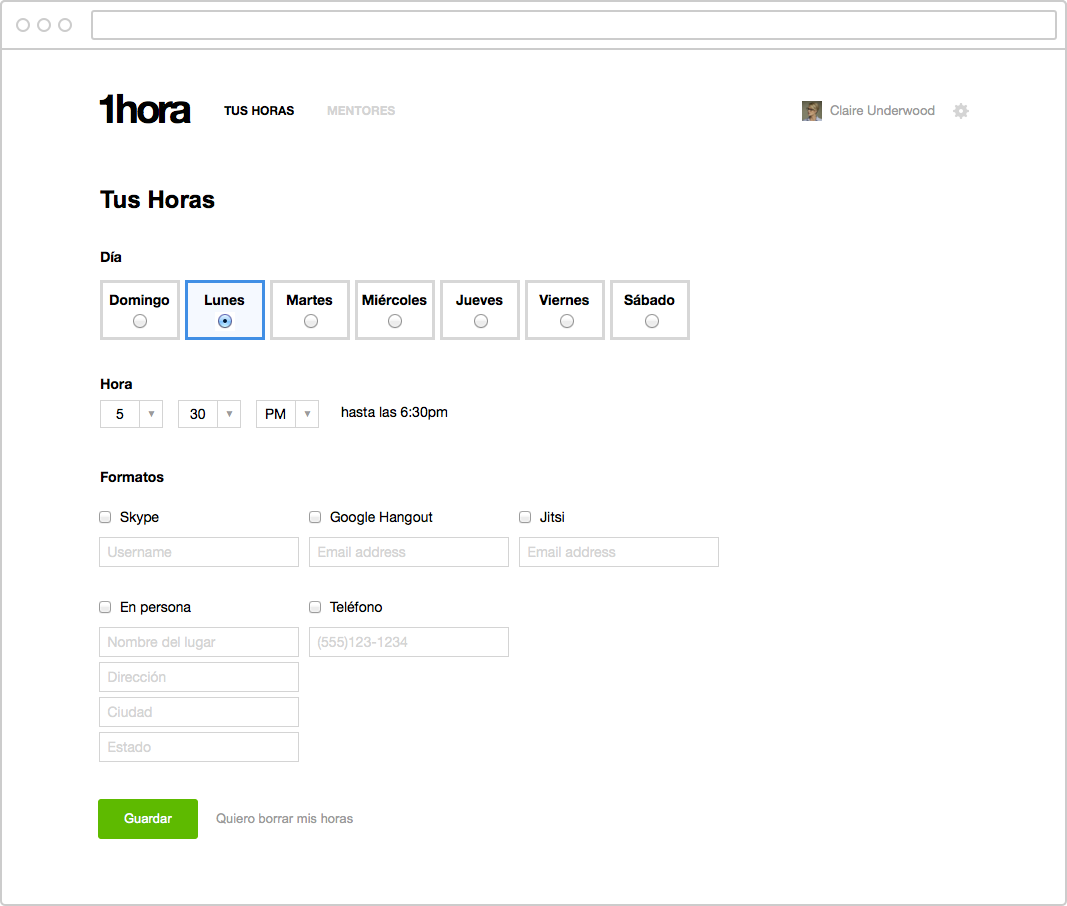 1hora TUS HORAS MENTORES Claire Underwood
Tus Horas
Día
Domingo Lunes Martes Miércoles Jueves Viernes Sábado
Hora
5 30 PM hasta las 6:30pm
Formatos
Skype Google Hangout Jitsi
Username Email address Email address
En persona Teléfono
Nombre del lugar (555)123-1234
Dirección
Ciudad
Estado
Guardar Quiero borrar mis horas